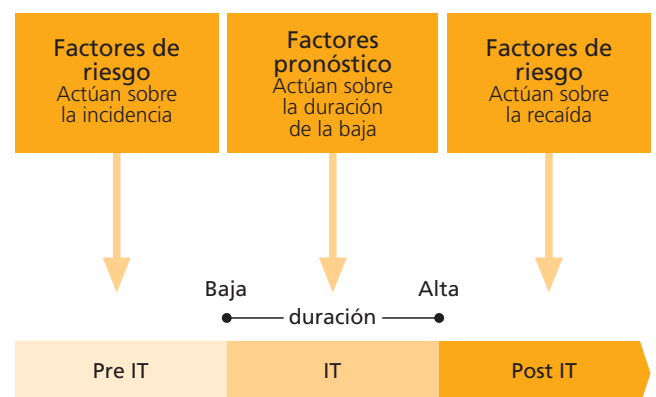 Factores de
riesgo
Actúan sobre
la incidencia
Factores
pronóstico
Actúan sobre
la duración
de la baja
Factores de
riesgo
Actúan sobre
la recaída
Baja
Alta
duración
Pre IT
IT
Post IT